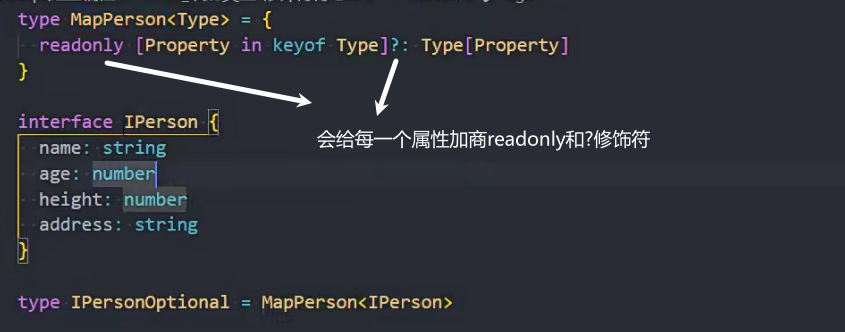 type MapPerson<Type> = {
readonly [Property in keyof Type]?: Type[Property]
}
会给每一个属性加商readonly和?修饰符
interface IPerson {
name: string
age: number
height: number
address: string
}
type IPersonOptional = MapPerson<IPerson>